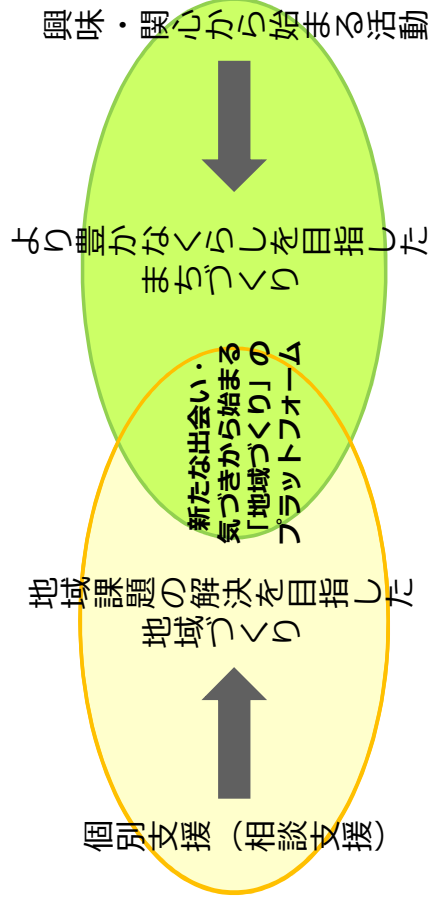 個別支援（相談支援）
地域課題の解決を目指した
地域づくり
新たな出会い・
気づきから始まる
「地域づくり」の
プラットフォーム
より豊かなくらしを目指した
まちづくり
興味・関心から始まる活動